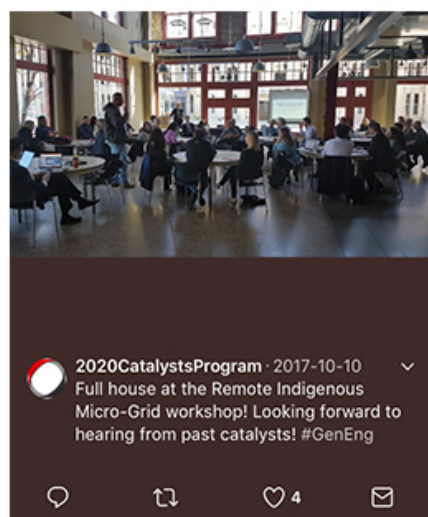 2020CatalystsProgram · 2017-10-10
Full house at the Remote Indigenous
Micro-Grid workshop! Looking forward to
hearing from past catalysts! #GenEng
4